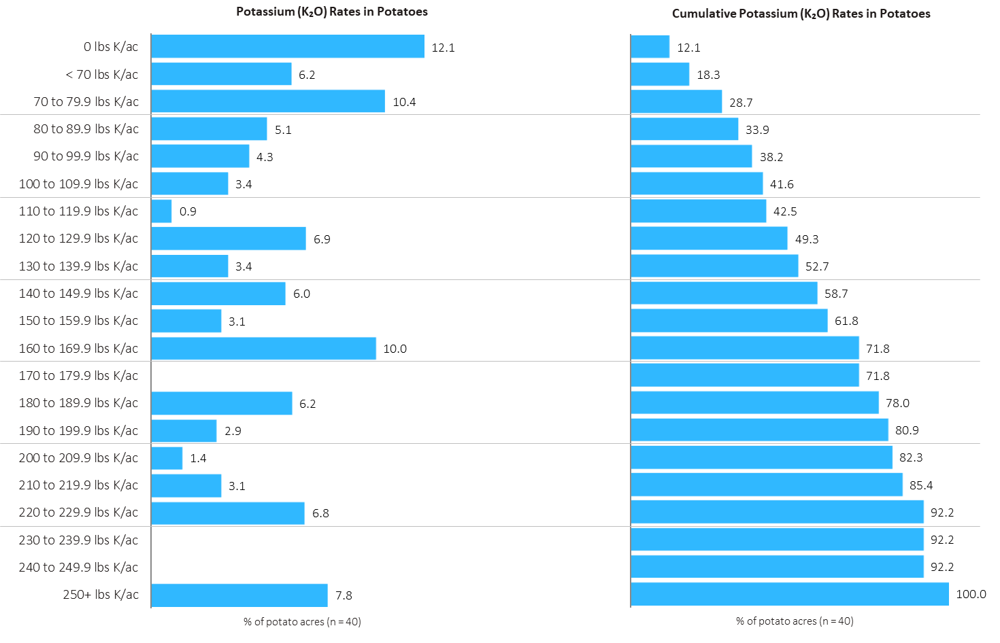 Potassium (K₂O) Rates in Potatoes
Cumulative Potassium (K₂O) Rates in Potatoes
0 lbs K/ac 12.1 12.1
< 70 lbs K/ac 6.2 18.3
70 to 79.9 lbs K/ac 10.4 28.7
80 to 89.9 lbs K/ac 5.1 33.9
90 to 99.9 lbs K/ac 4.3 38.2
100 to 109.9 lbs K/ac 3.4 41.6
110 to 119.9 lbs K/ac 0.9 42.5
120 to 129.9 lbs K/ac 6.9 49.3
130 to 139.9 lbs K/ac 3.4 52.7
140 to 149.9 lbs K/ac 6.0 58.7
150 to 159.9 lbs K/ac 3.1 61.8
160 to 169.9 lbs K/ac 10.0 71.8
170 to 179.9 lbs K/ac 71.8
180 to 189.9 lbs K/ac 6.2 78.0
190 to 199.9 lbs K/ac 2.9 80.9
200 to 209.9 lbs K/ac 1.4 82.3
210 to 219.9 lbs K/ac 3.1 85.4
220 to 229.9 lbs K/ac 6.8 92.2
230 to 239.9 lbs K/ac 92.2
240 to 249.9 lbs K/ac 92.2
250+ lbs K/ac 7.8 100.0
% of potato acres (n = 40)
% of potato acres (n = 40)